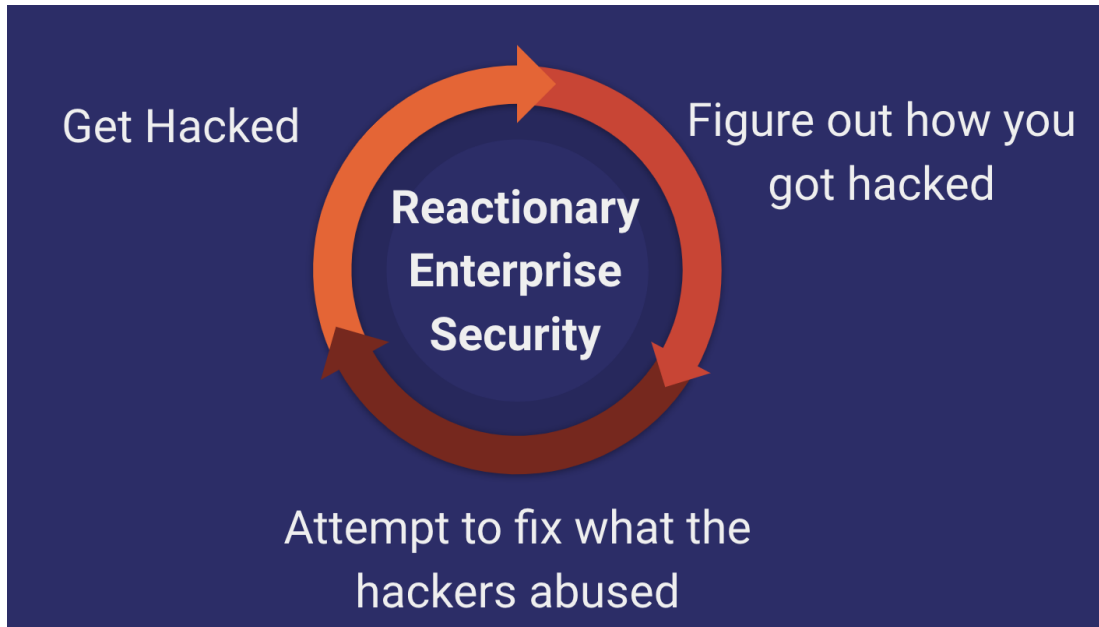 Get Hacked
Figure out how you
got hacked
Reactionary
Enterprise
Security
Attempt to fix what the
hackers abused